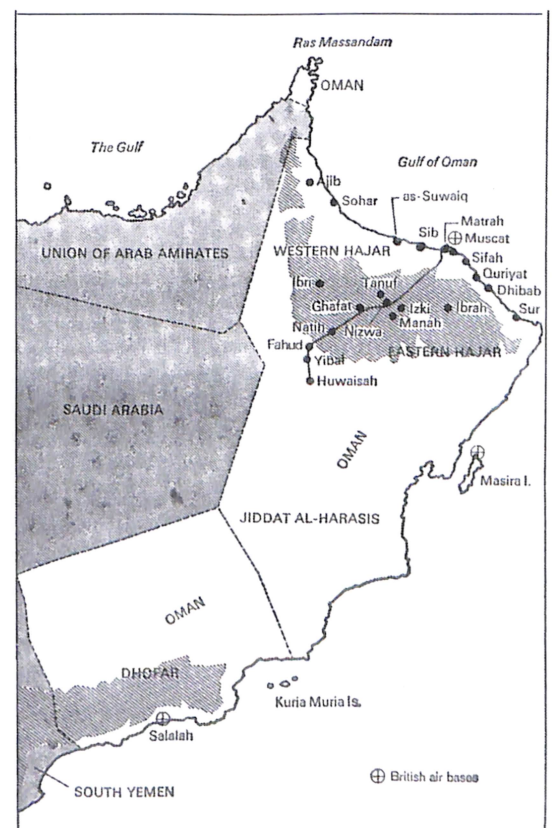 Ras Massandam
OMAN
The Gulf
Gulf of Oman
Ajib
Sohar
as-Suwaiq
Matrah
Sib
Muscat
UNION OF ARAB AMIRATES
WESTERN HAJAR
Sifah
Quriyat
Ibri
Tanuf
Dhibab
Ghafat
Izki
Ibrah
Sur
Manah
Natih
Nizwa
Fahud
EASTERN HAJAR
Yibal
Huwaisah
SAUDI ARABIA
OMAN
Masira I.
JIDDAT AL-HARASIS
OMAN
DHOFAR
Kuria Muria Is.
Salalah
British air bases
SOUTH YEMEN